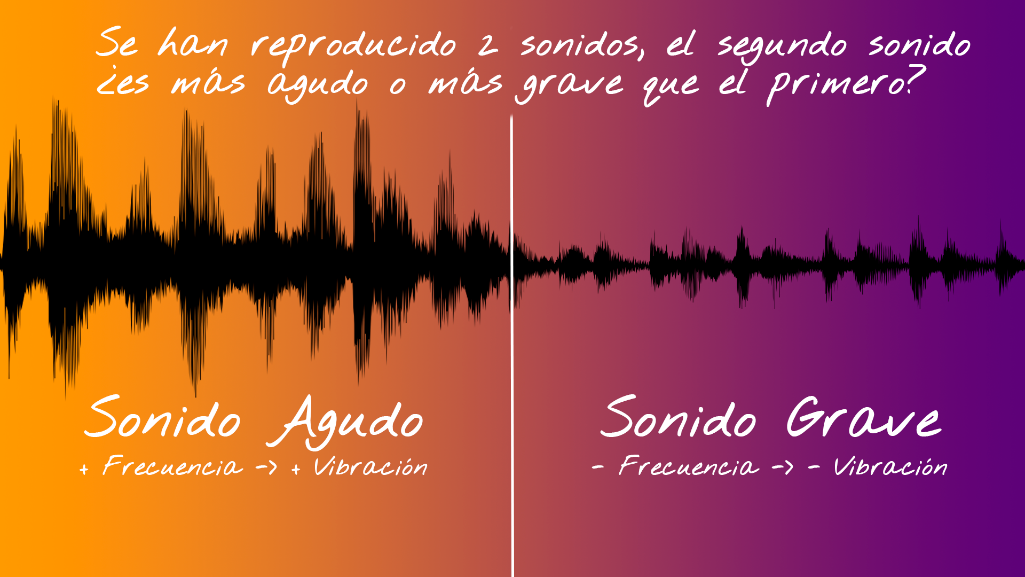 Se han reproducido 2 sonidos, el segundo sonido
¿es más agudo o más grave que el primero?
Sonido Agudo
+ Frecuencia -> + Vibración
Sonido Grave
- Frecuencia -> - Vibración